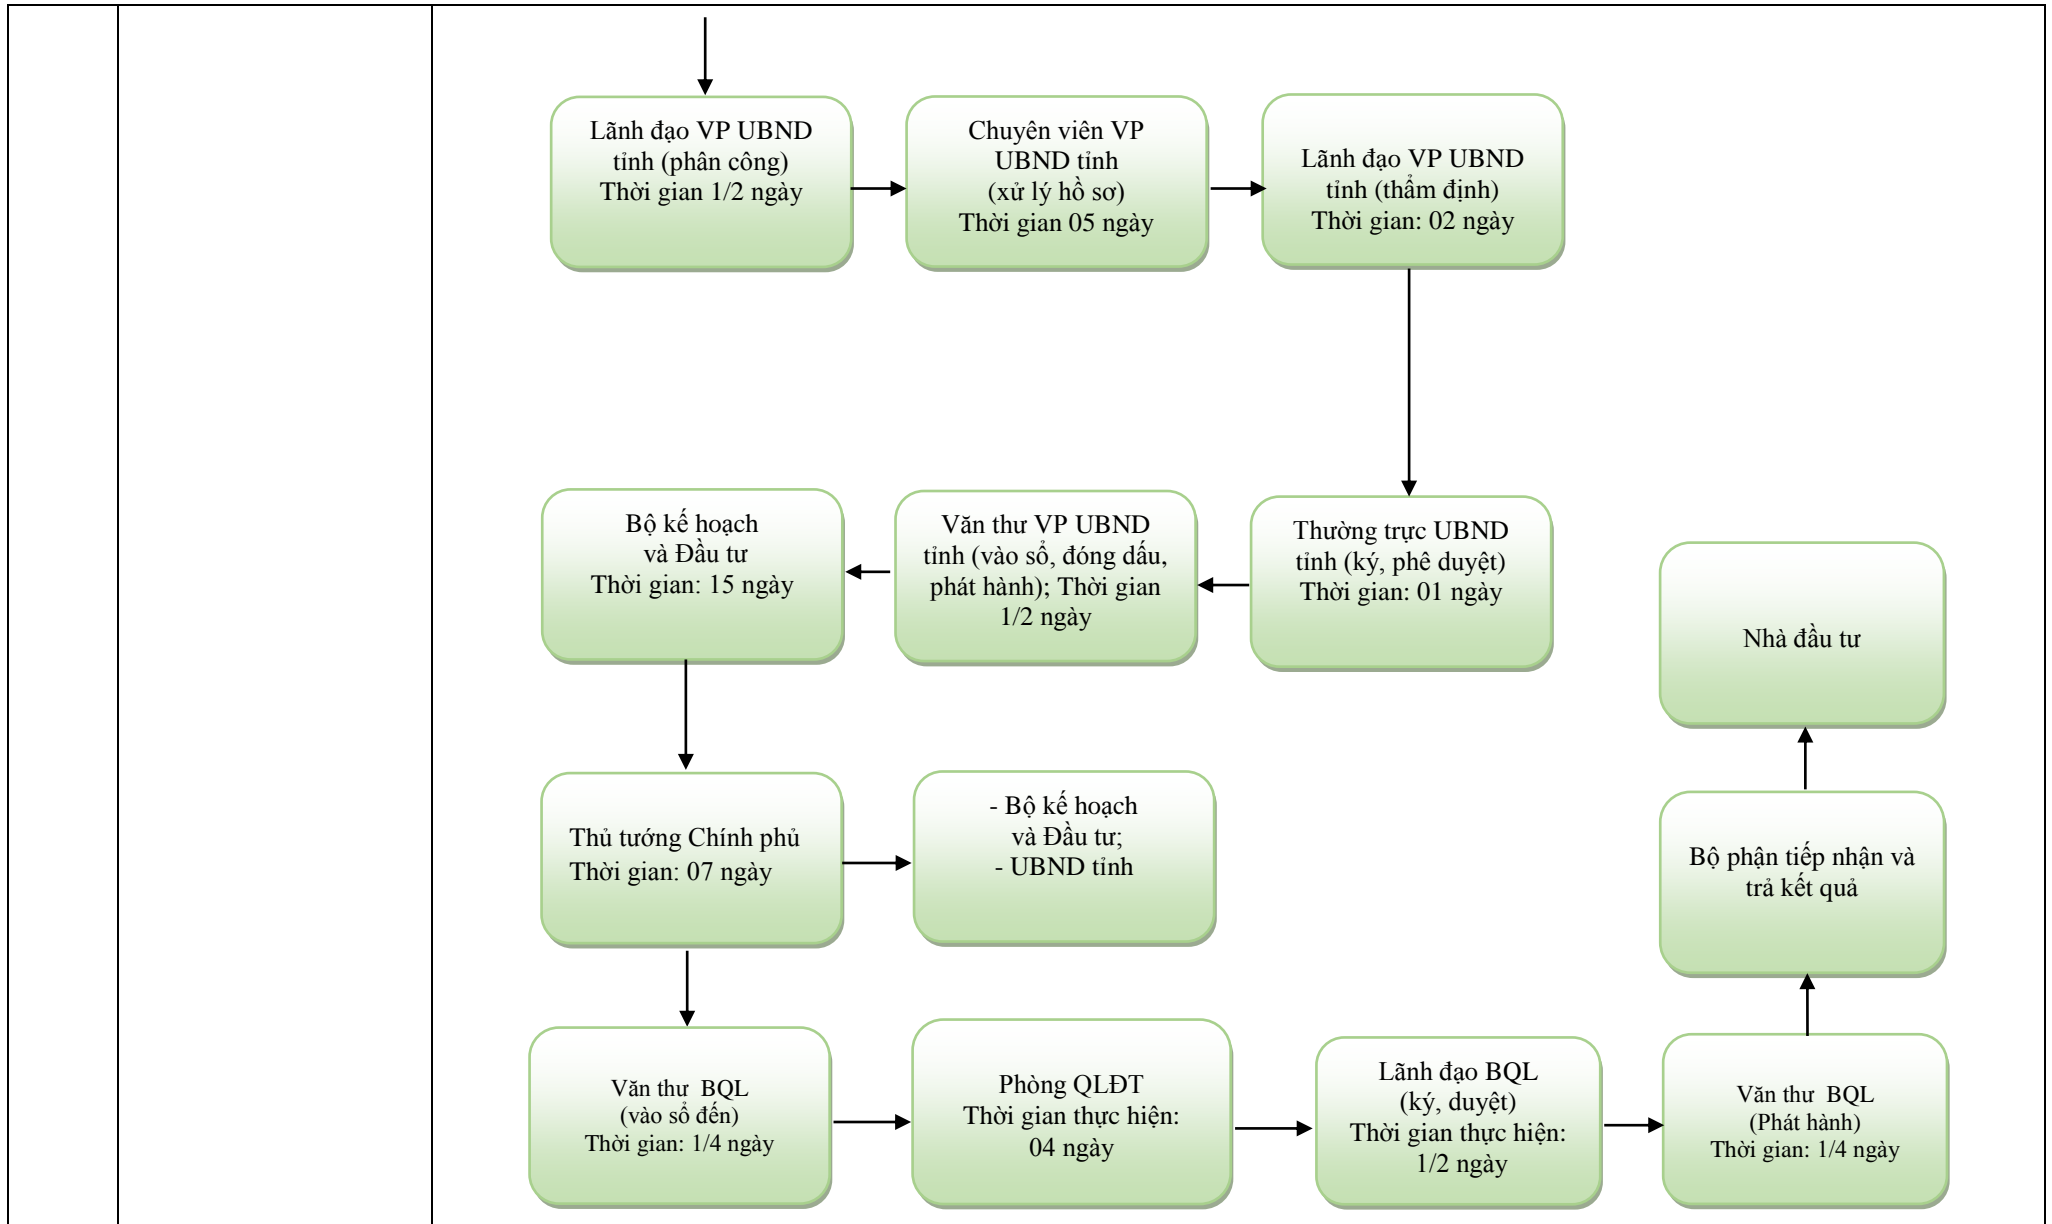 Lãnh đạo VP UBND
tỉnh (phân công)
Thời gian 1/2 ngày
Chuyên viên VP
UBND tỉnh
(xử lý hồ sơ)
Thời gian 05 ngày
Lãnh đạo VP UBND
tỉnh (thẩm định)
Thời gian: 02 ngày
Thường trực UBND
tỉnh (ký, phê duyệt)
Thời gian: 01 ngày
Văn thư VP UBND
tỉnh (vào sổ, đóng dấu,
phát hành); Thời gian
1/2 ngày
Bộ kế hoạch
và Đầu tư
Thời gian: 15 ngày
Thủ tướng Chính phủ
Thời gian: 07 ngày
- Bộ kế hoạch
và Đầu tư;
- UBND tỉnh
Văn thư BQL
(vào sổ đến)
Thời gian: 1/4 ngày
Phòng QLĐT
Thời gian thực hiện:
04 ngày
Lãnh đạo BQL
(ký, duyệt)
Thời gian thực hiện:
1/2 ngày
Văn thư BQL
(Phát hành)
Thời gian: 1/4 ngày
Bộ phận tiếp nhận và
trả kết quả
Nhà đầu tư